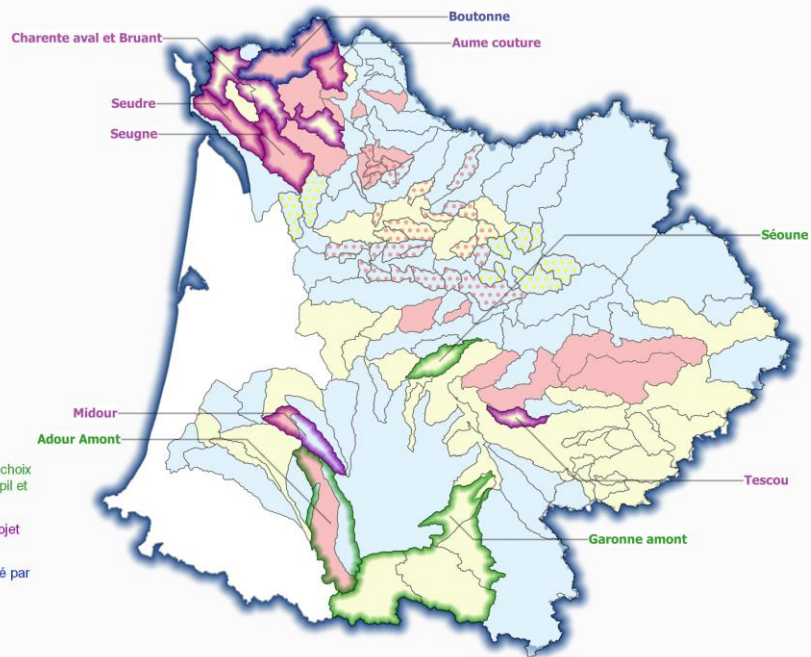 Boutonne
Charente aval et Bruant
Aume couture
Seudre
Seugne
Séoune
Midour
Adour Amont
choix
pil et
Tescou
ojet
Garonne amont
é par